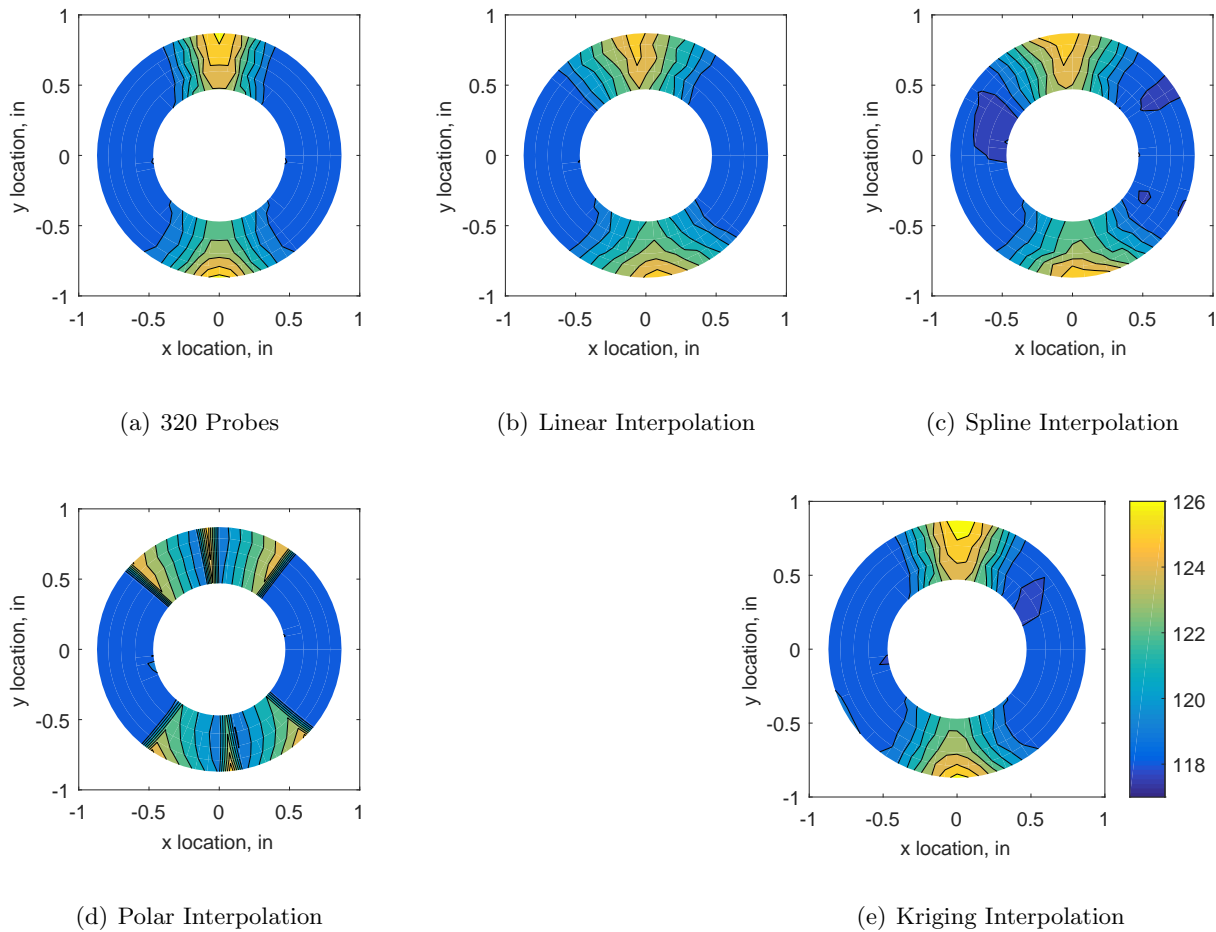 1
0.5
0
-0.5
-1
y location, in
-1 -0.5 0 0.5 1
x location, in
(a) 320 Probes
1
0.5
0
-0.5
-1
y location, in
-1 -0.5 0 0.5 1
x location, in
(b) Linear Interpolation
1
0.5
0
-0.5
-1
y location, in
-1 -0.5 0 0.5 1
x location, in
(c) Spline Interpolation
1
0.5
0
-0.5
-1
y location, in
-1 -0.5 0 0.5 1
x location, in
(d) Polar Interpolation
1
0.5
0
-0.5
-1
y location, in
-1 -0.5 0 0.5 1
x location, in
126
124
122
120
118
(e) Kriging Interpolation